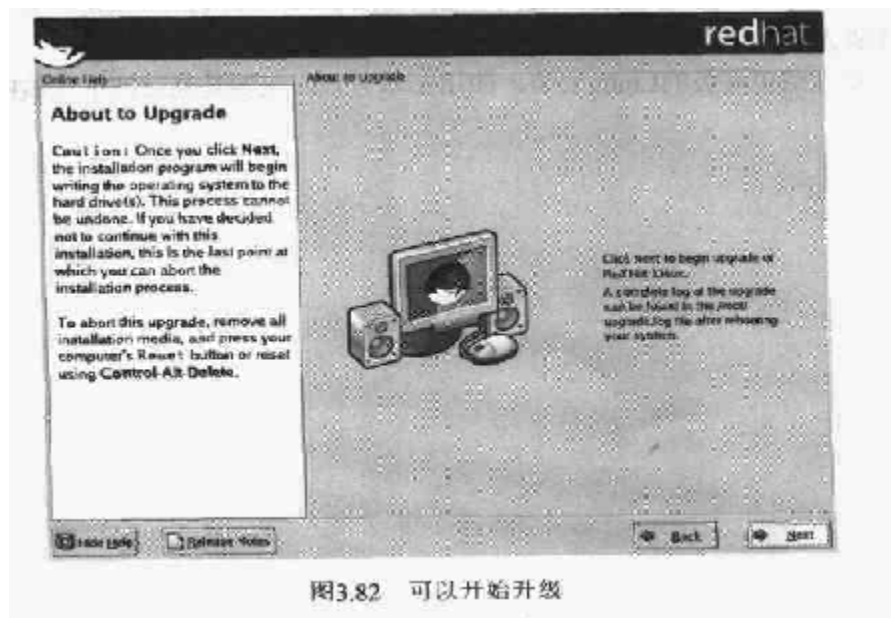 redhat
Online Help
About to Upgrade
About to Upgrade
Caution: Once you click Next,
the installation program will begin
writing the operating system to the
hard drive(s). This process cannot
be undone. If you have decided
not to continue with this
installation, this is the last point at
which you can abort the
installation process.
To abort this upgrade, remove all
installation media, and press your
computer's Reset button or reset
using Control-Alt-Delete.
Click next to begin upgrade of
Red Hat Linux.
A complete log of the upgrade
can be found in the /root/
upgrade.log file after rebooting
your system.
Hide Help
Release Notes
Back
Next
图3.82 可以开始升级